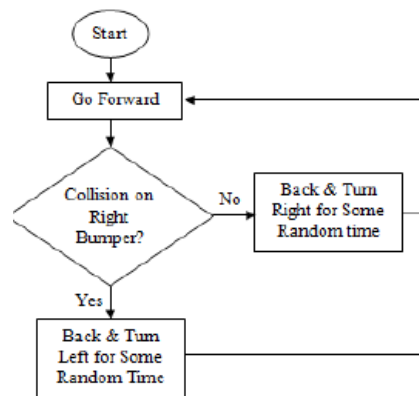 Start
Go Forward
Collision on
Right
Bumper?
No
Back & Turn
Right for Some
Random time
Yes
Back & Turn
Left for Some
Random Time